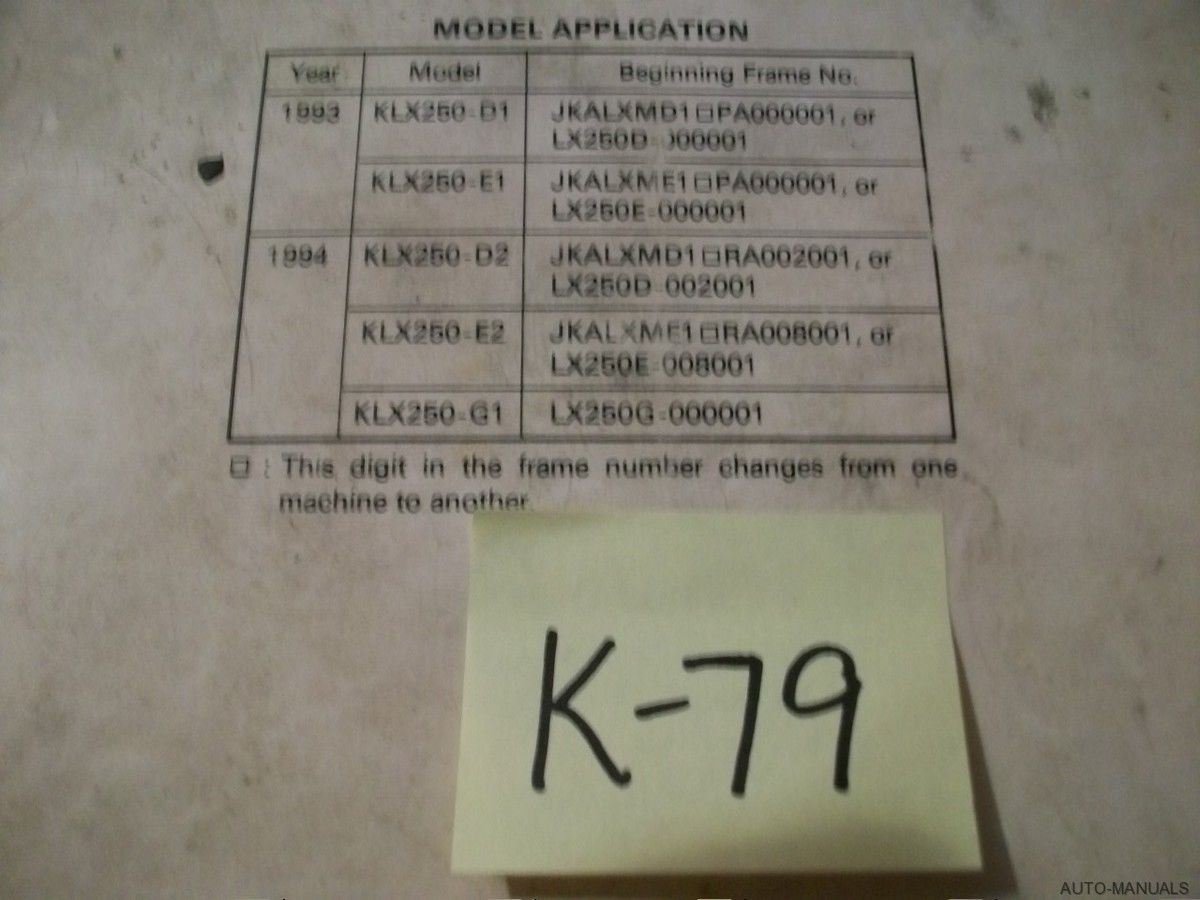 MODEL APPLICATION
Year Model Beginning Frame No.
1993 KLX250-D1 JKALXMD1□PA000001, or
LX250D-000001
KLX250-E1 JKALXME1□PA000001, or
LX250E-000001
1994 KLX250-D2 JKALXMD1□RA002001, or
LX250D-002001
KLX250-E2 JKALXME1□RA008001, or
LX250E-008001
KLX250-G1 LX250G-000001
□ : This digit in the frame number changes from one
machine to another.
K-79
AUTO-MANUALS